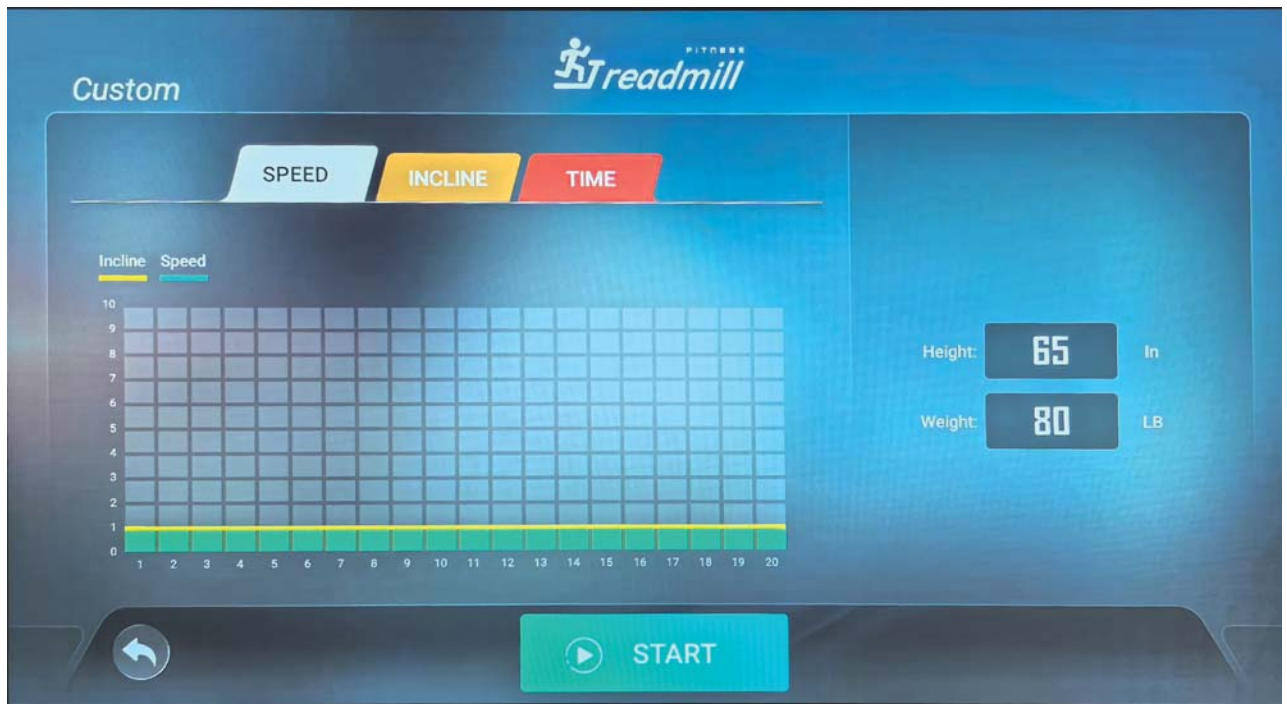 FITNESS
Treadmill
Custom
SPEED INCLINE TIME
Incline Speed
10
9
8
7
6
5
4
3
2
1
0
1 2 3 4 5 6 7 8 9 10 11 12 13 14 15 16 17 18 19 20
Height: 65 In
Weight: 80 LB
START